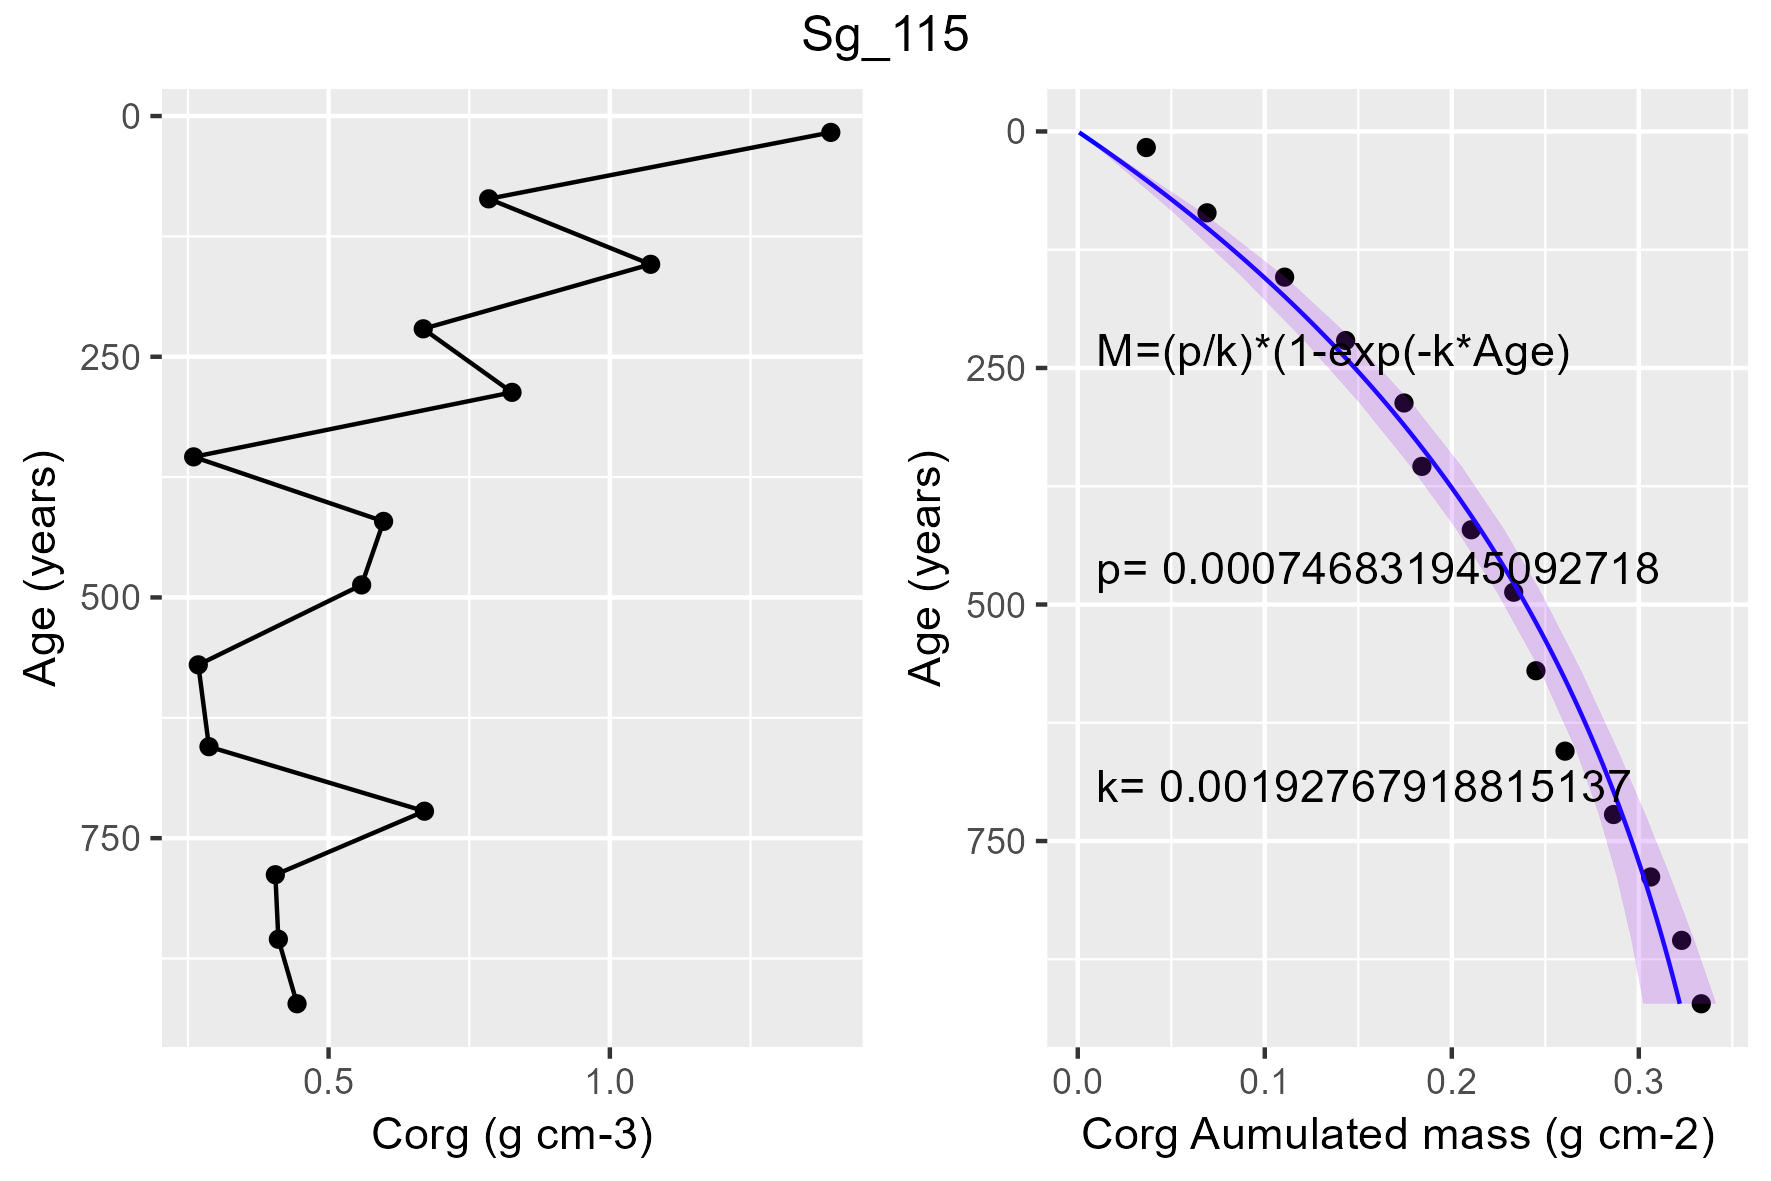 Sg_115
0
250
500
750
Age (years)
0.5 1.0
Corg (g cm-3)
0
250
500
750
Age (years)
M=(p/k)*(1-exp(-k*Age)
p= 0.000746831945092718
k= 0.00192767918815137
0.0 0.1 0.2 0.3
Corg Aumulated mass (g cm-2)